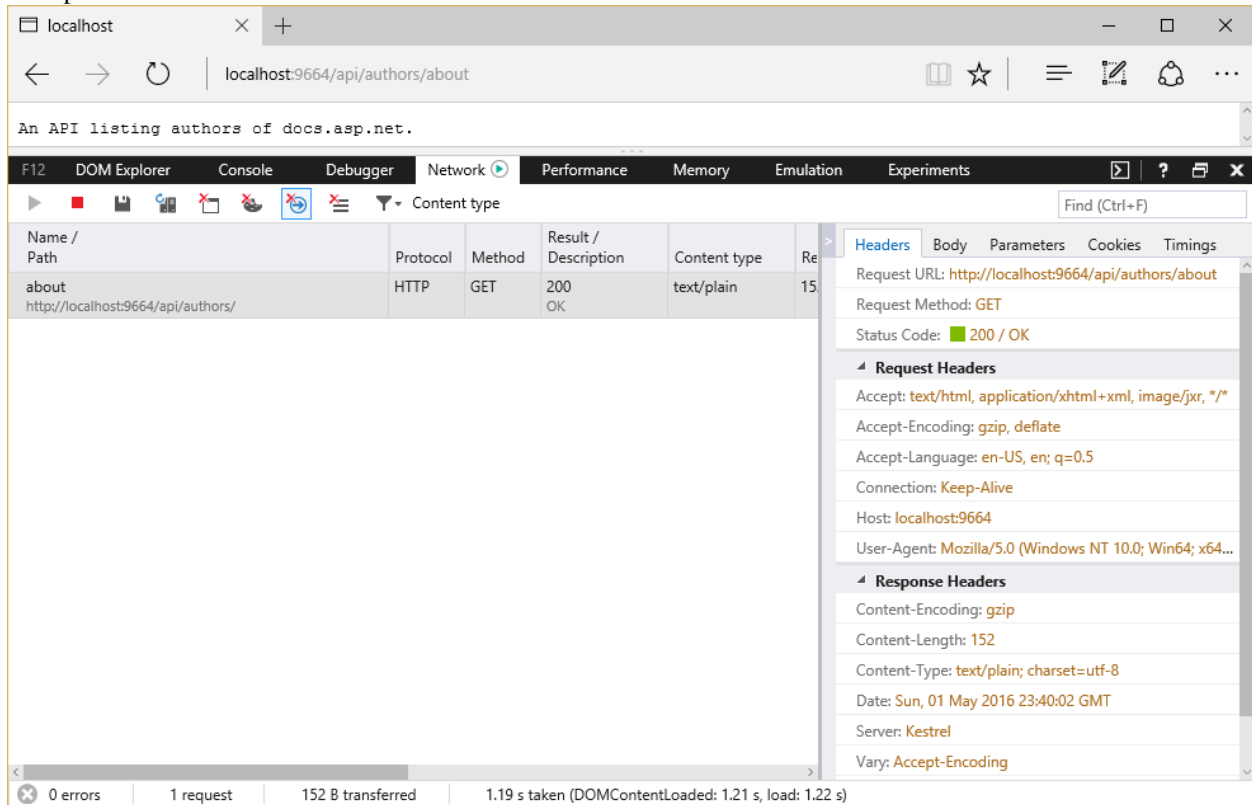 localhost
localhost:9664/api/authors/about
An API listing authors of docs.asp.net.
F12 DOM Explorer Console Debugger Network Performance Memory Emulation Experiments ?
Content type
Find (Ctrl+F)
Name /
Path
Protocol
Method
Result /
Description
Content type
Re
about
http://localhost:9664/api/authors/
HTTP
GET
200
OK
text/plain
15
Headers Body Parameters Cookies Timings
Request URL: http://localhost:9664/api/authors/about
Request Method: GET
Status Code: 200 / OK
Request Headers
Accept: text/html, application/xhtml+xml, image/jxr, */*
Accept-Encoding: gzip, deflate
Accept-Language: en-US, en; q=0.5
Connection: Keep-Alive
Host: localhost:9664
User-Agent: Mozilla/5.0 (Windows NT 10.0; Win64; x64...
Response Headers
Content-Encoding: gzip
Content-Length: 152
Content-Type: text/plain; charset=utf-8
Date: Sun, 01 May 2016 23:40:02 GMT
Server: Kestrel
Vary: Accept-Encoding
0 errors 1 request 152 B transferred 1.19 s taken (DOMContentLoaded: 1.21 s, load: 1.22 s)